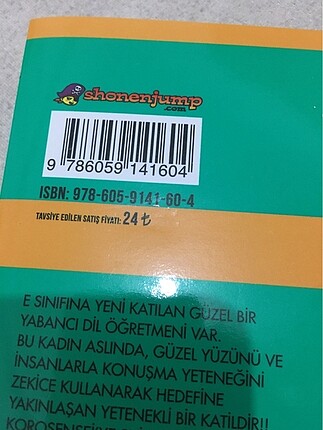 shonenjump
.com
9 786059 141604
ISBN: 978-605-9141-60-4
TAVSİYE EDİLEN SATIŞ FİYATI: 24 ₺
E SINIFINA YENİ KATILAN GÜZEL BİR
YABANCI DİL ÖĞRETMENİ VAR.
BU KADIN ASLINDA, GÜZEL YÜZÜNÜ VE
İNSANLARLA KONUŞMA YETENEĞİNİ
ZEKİCE KULLANARAK HEDEFİNE
YAKINLAŞAN YETENEKLİ BİR KATİLDİR!!